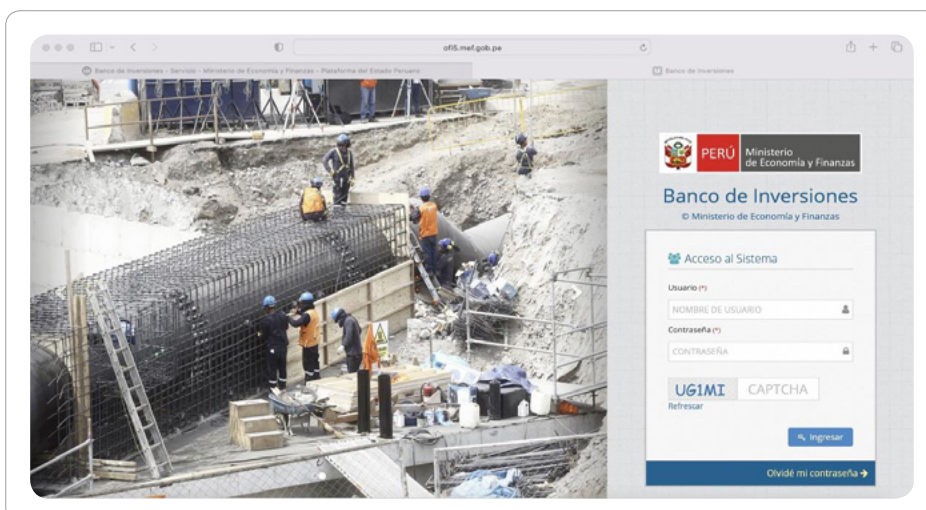 ofi5.mef.gob.pe
Banco de Inversiones - Servicio - Ministerio de Economía y Finanzas - Plataforma del Estado Peruano
Banco de Inversiones
PERÚ
Ministerio
de Economía y Finanzas
Banco de Inversiones
© Ministerio de Economía y Finanzas
Acceso al Sistema
Usuario (*)
NOMBRE DE USUARIO
Contraseña (*)
CONTRASEÑA
UG1MI CAPTCHA
Refrescar
Ingresar
Olvidé mi contraseña